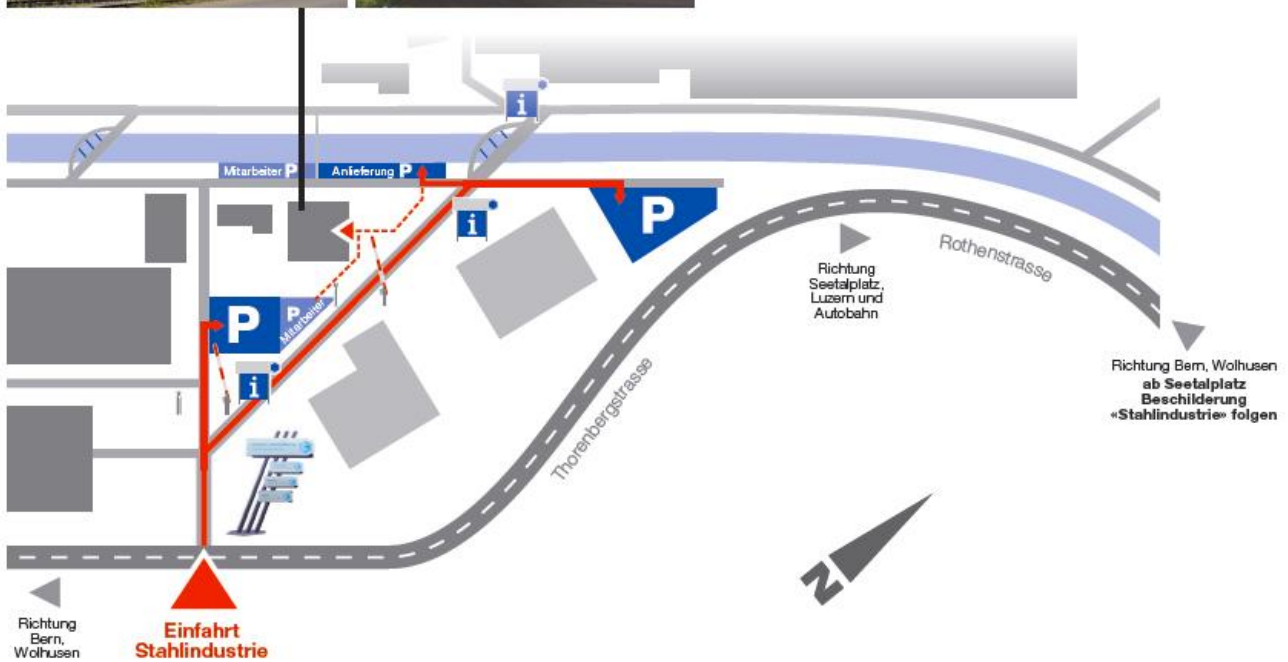 i
Mitarbeiter P
Anlieferung P
i
P
Rothenstrasse
Richtung
Seetalplatz,
Luzern und
Autobahn
P
P
Mitarbeiter
i
Thorenbergstrasse
Richtung Bern, Wolhusen
ab Seetalplatz
Beschilderung
«Stahlindustrie» folgen
N
Richtung
Bern,
Wolhusen
Einfahrt
Stahlindustrie